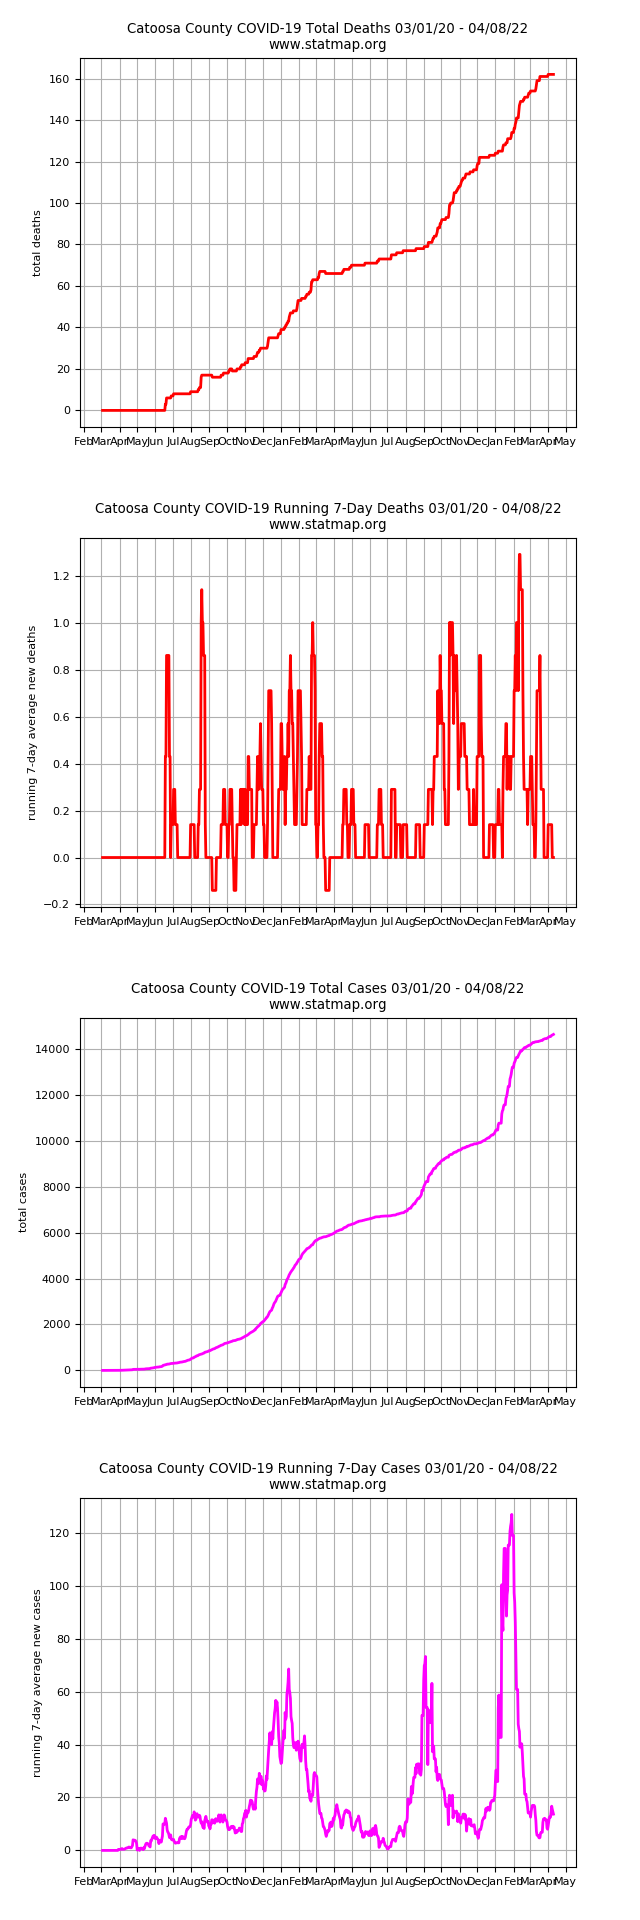 Catoosa County COVID-19 Total Deaths 03/01/20 - 04/08/22
www.statmap.org
160
140
120
100
80
60
40
20
0
total deaths
Feb Mar Apr May Jun Jul Aug Sep Oct Nov Dec Jan Feb Mar Apr May Jun Jul Aug Sep Oct Nov Dec Jan Feb Mar Apr May
Catoosa County COVID-19 Running 7-Day Deaths 03/01/20 - 04/08/22
www.statmap.org
1.2
1.0
0.8
0.6
0.4
0.2
0.0
−0.2
running 7-day average new deaths
Feb Mar Apr May Jun Jul Aug Sep Oct Nov Dec Jan Feb Mar Apr May Jun Jul Aug Sep Oct Nov Dec Jan Feb Mar Apr May
Catoosa County COVID-19 Total Cases 03/01/20 - 04/08/22
www.statmap.org
14000
12000
10000
8000
6000
4000
2000
0
total cases
Feb Mar Apr May Jun Jul Aug Sep Oct Nov Dec Jan Feb Mar Apr May Jun Jul Aug Sep Oct Nov Dec Jan Feb Mar Apr May
Catoosa County COVID-19 Running 7-Day Cases 03/01/20 - 04/08/22
www.statmap.org
120
100
80
60
40
20
0
running 7-day average new cases
Feb Mar Apr May Jun Jul Aug Sep Oct Nov Dec Jan Feb Mar Apr May Jun Jul Aug Sep Oct Nov Dec Jan Feb Mar Apr May